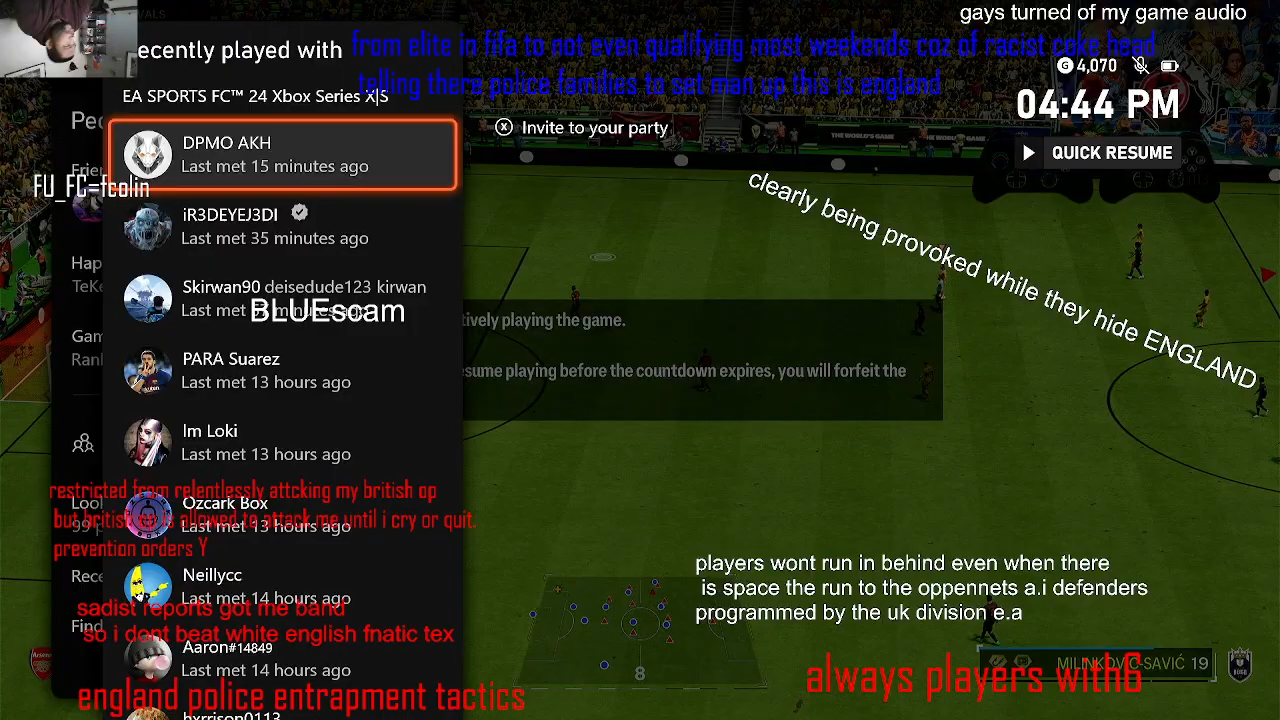 gays turned of my game audio
recently played with
from elite in fifa to not even qualifying most weekends coz of racist coke head
telling there police families to set man up this is england
4,070
EA SPORTS FC™ 24 Xbox Series X|S
04:44 PM
DPMO AKH
Last met 15 minutes ago
Invite to your party
QUICK RESUME
FU_FC=fcolin
iR3DEYEJ3DI
Last met 35 minutes ago
clearly being provoked while they hide ENGLAND
Skirwan90 deisedude123 kirwan
Last met minutes ago
BLUEscam
tively playing the game.
PARA Suarez
Last met 13 hours ago
esume playing before the countdown expires, you will forfeit the
Im Loki
Last met 13 hours ago
restricted from relentlessly attcking my british op
Ozcark Box
Last met 13 hours ago
but british op is allowed to attack me until i cry or quit.
prevention orders Y
Neillycc
Last met 14 hours ago
sadist reports got me band
so i dont beat white english fnatic tex
players wont run in behind even when there
is space the run to the oppennets a.i defenders
programmed by the uk division e.a
Aaron#14849
Last met 14 hours ago
england police entrapment tactics
hxrrison0113
8
always players with6
MILINKOVIĆ-SAVIĆ 19